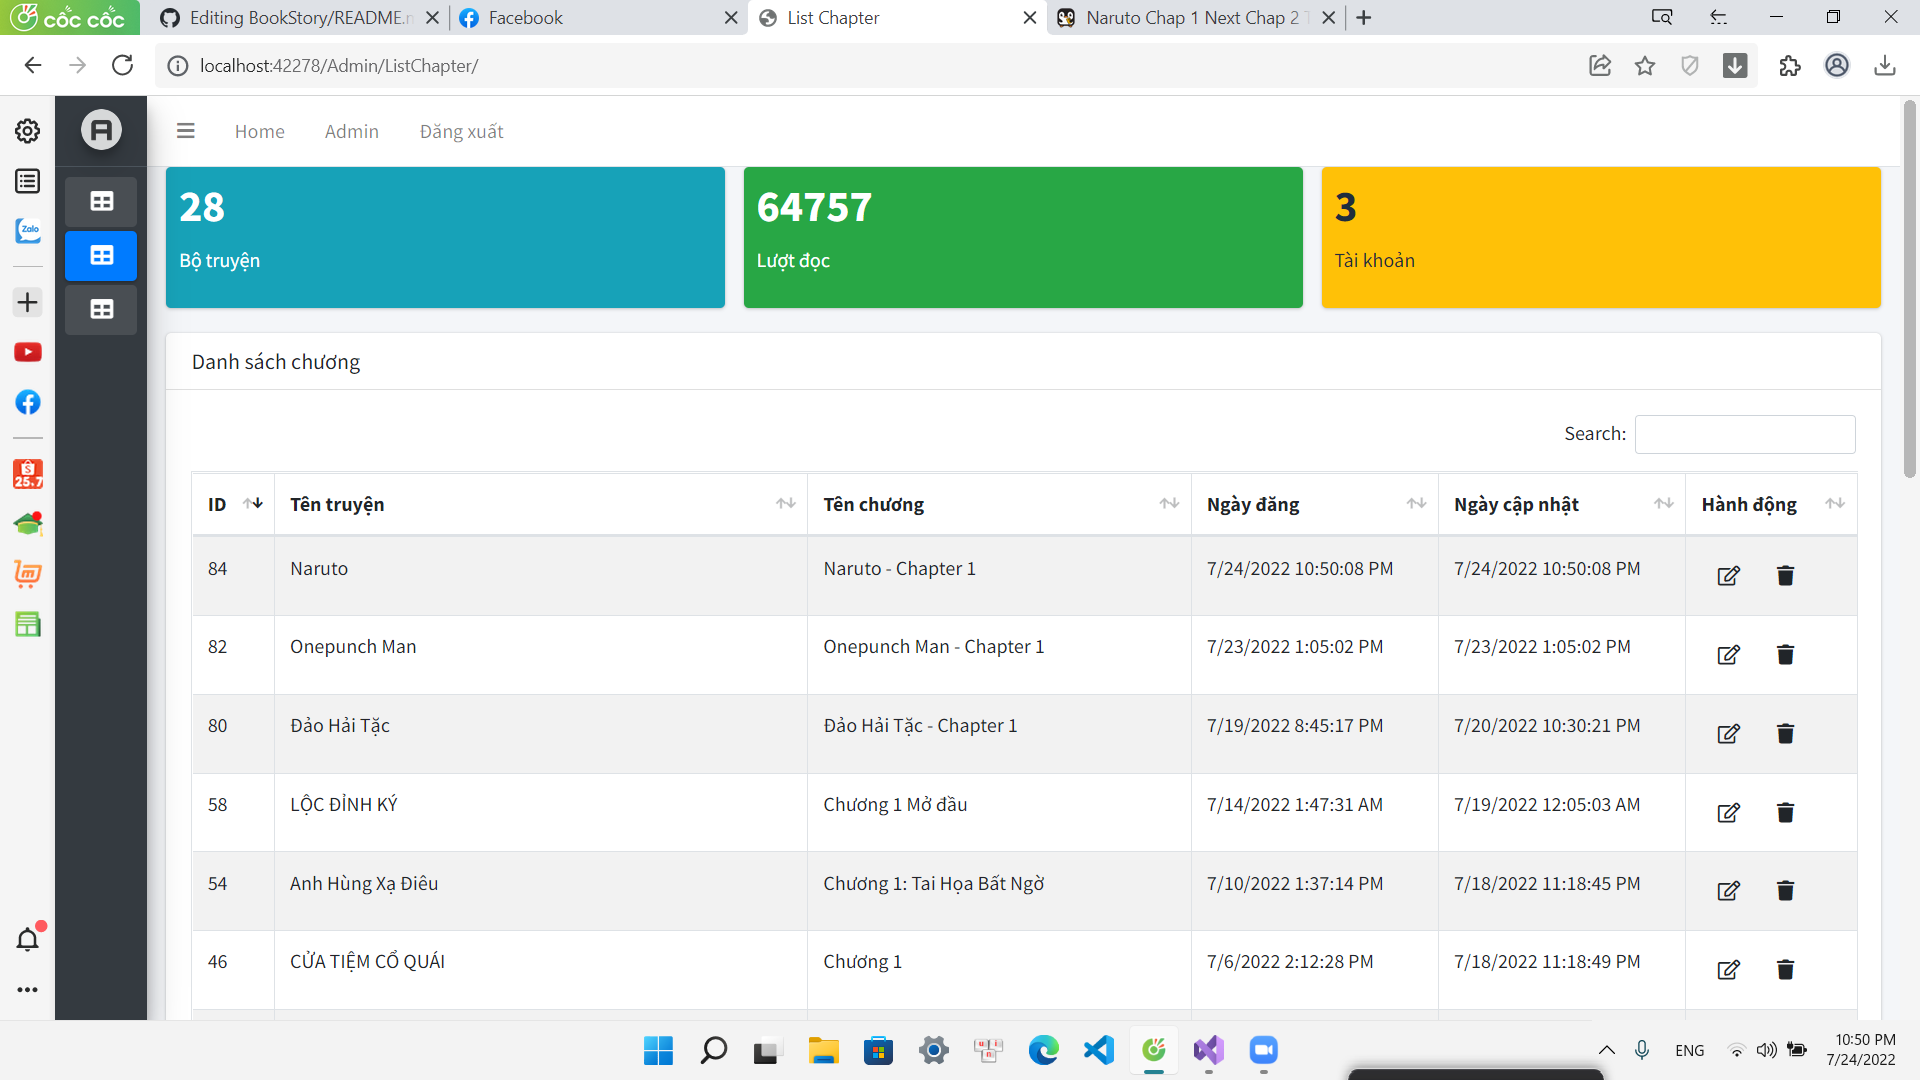 cốc cốc
Editing BookStory/README.m
Facebook
List Chapter
Naruto Chap 1 Next Chap 2 T
localhost:42278/Admin/ListChapter/
Home
Admin
Đăng xuất
28
Bộ truyện
64757
Lượt đọc
3
Tài khoản
Danh sách chương
Search:
ID Tên truyện Tên chương Ngày đăng Ngày cập nhật Hành động
84 Naruto Naruto - Chapter 1 7/24/2022 10:50:08 PM 7/24/2022 10:50:08 PM
82 Onepunch Man Onepunch Man - Chapter 1 7/23/2022 1:05:02 PM 7/23/2022 1:05:02 PM
80 Đảo Hải Tặc Đảo Hải Tặc - Chapter 1 7/19/2022 8:45:17 PM 7/20/2022 10:30:21 PM
58 LỘC ĐỈNH KÝ Chương 1 Mở đầu 7/14/2022 1:47:31 AM 7/19/2022 12:05:03 AM
54 Anh Hùng Xạ Điêu Chương 1: Tai Họa Bất Ngờ 7/10/2022 1:37:14 PM 7/18/2022 11:18:45 PM
46 CỬA TIỆM CỔ QUÁI Chương 1 7/6/2022 2:12:28 PM 7/18/2022 11:18:49 PM
Zalo
25.7
ENG
10:50 PM
7/24/2022